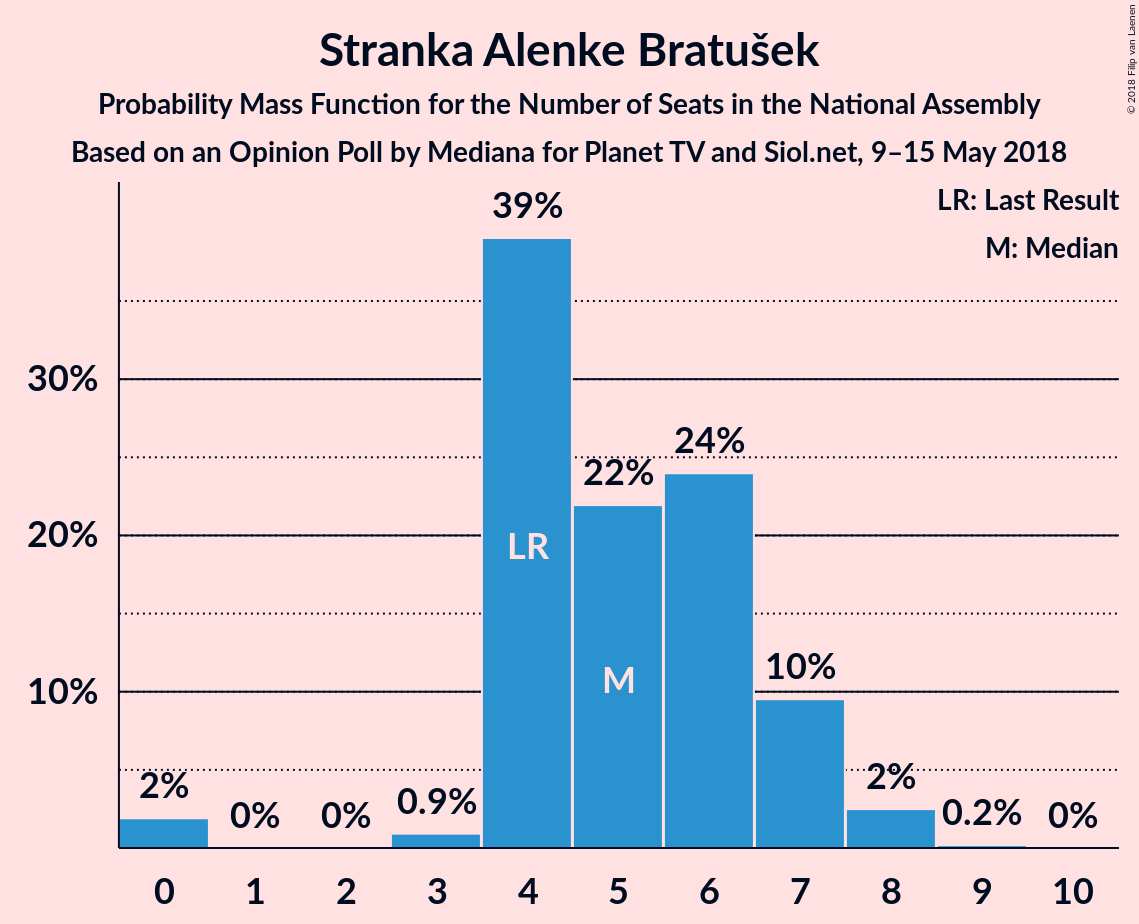 Stranka Alenke Bratušek
Probability Mass Function for the Number of Seats in the National Assembly
Based on an Opinion Poll by Mediana for Planet TV and Siol.net, 9–15 May 2018
© 2018 Filip van Laenen
LR: Last Result
M: Median
39%
30%
24%
22%
20%
LR
M
10%
10%
2%
0%
0%
0.9%
2%
0.2%
0%
0 1 2 3 4 5 6 7 8 9 10